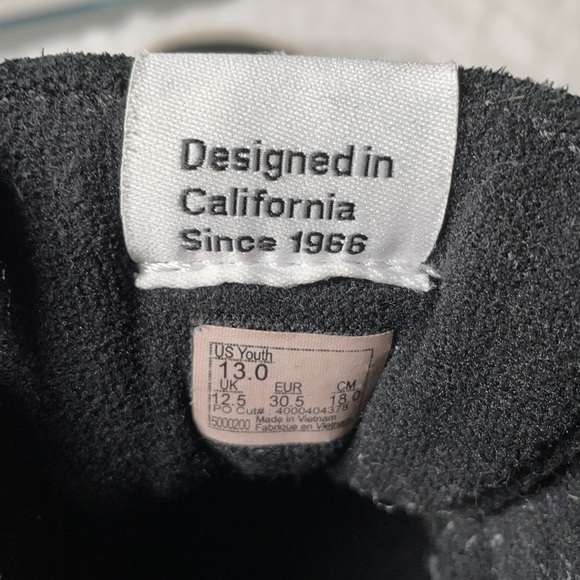 Designed in
California
Since 1966
US Youth
13.0
UK EUR CM
12.5 30.5 18.0
PO Cut# : 4000404378
5000200 Made in Vietnam
Fabrique en Vietnam